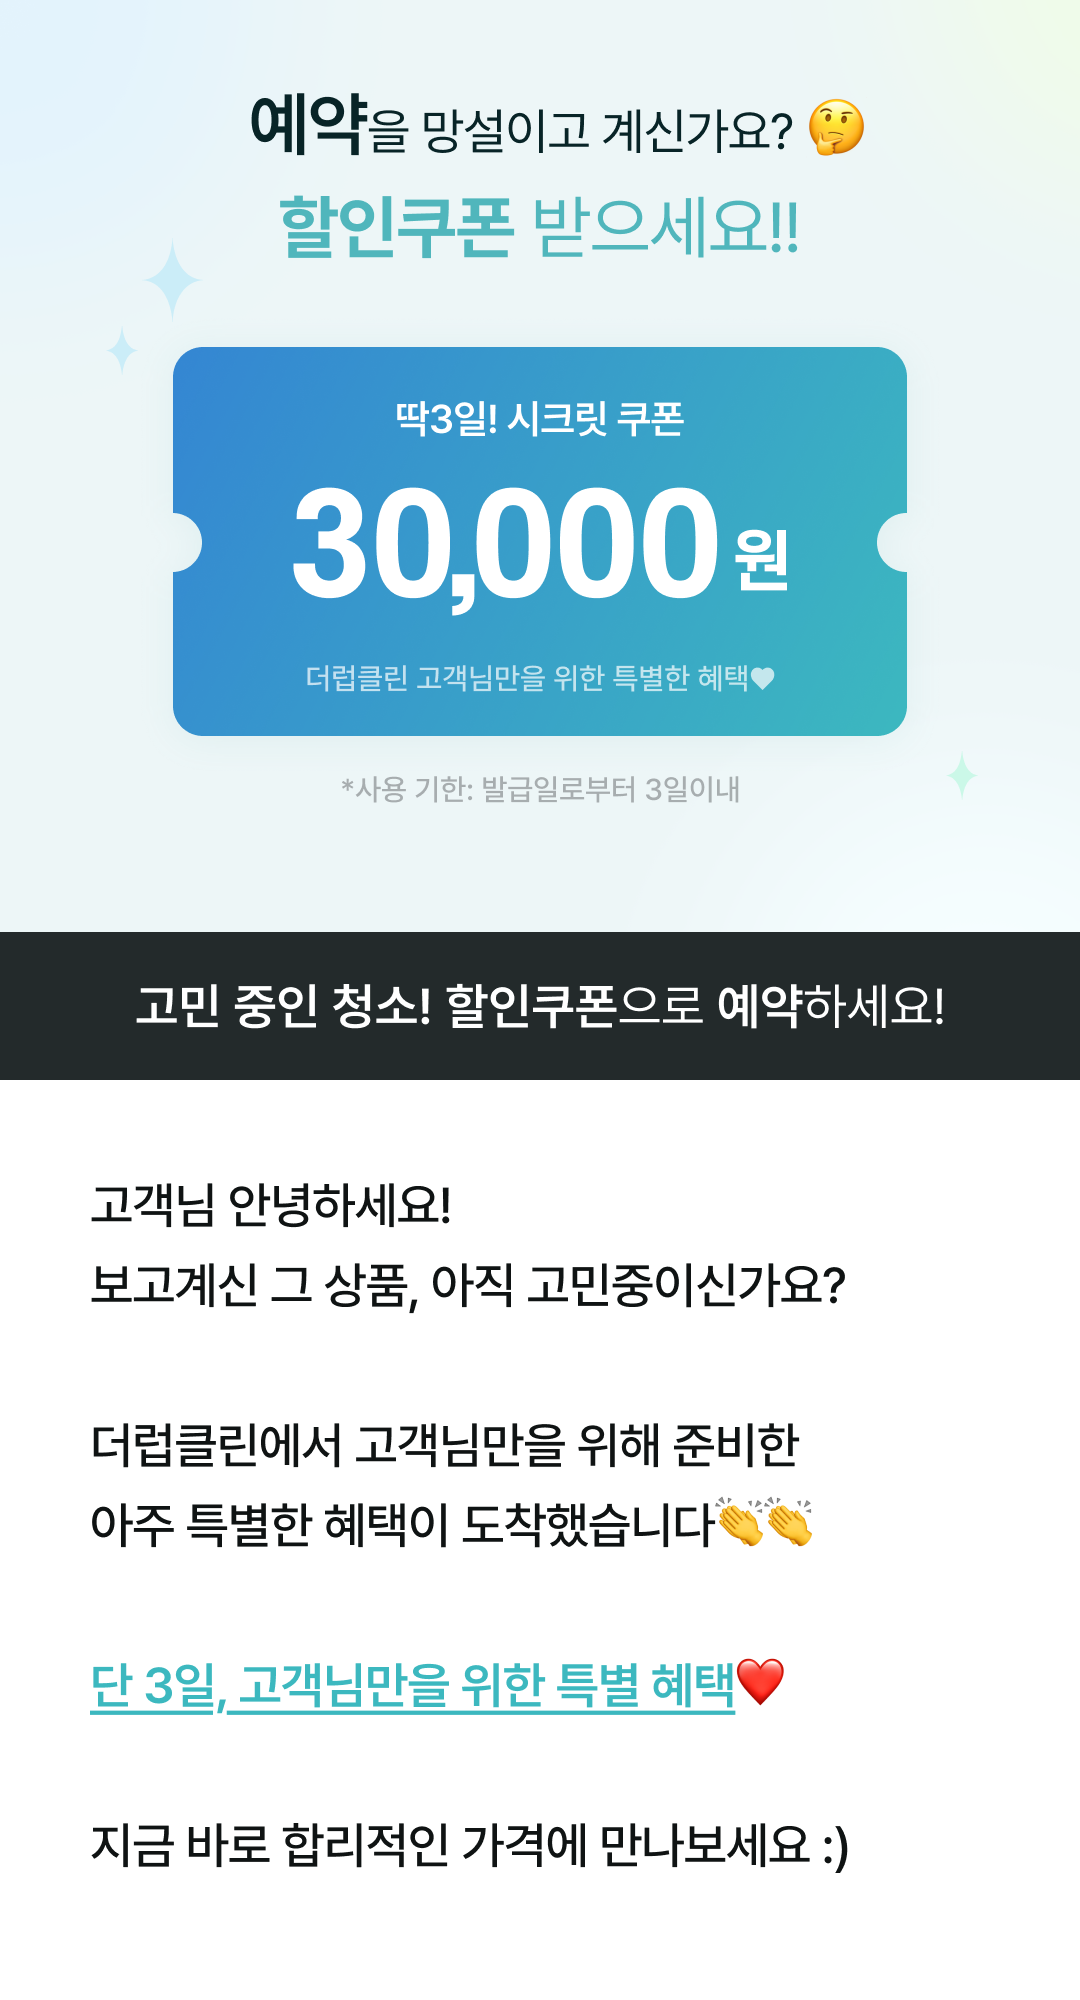 예약을 망설이고 계신가요? 🤔
할인쿠폰 받으세요!!
딱3일! 시크릿 쿠폰
30,000 원
더럽클린 고객님만을 위한 특별한 혜택♥
*사용 기한: 발급일로부터 3일이내
고민 중인 청소! 할인쿠폰으로 예약하세요!
고객님 안녕하세요!
보고계신 그 상품, 아직 고민중이신가요?
더럽클린에서 고객님만을 위해 준비한
아주 특별한 혜택이 도착했습니다👏👏
단 3일, 고객님만을 위한 특별 혜택❤️
지금 바로 합리적인 가격에 만나보세요 :)